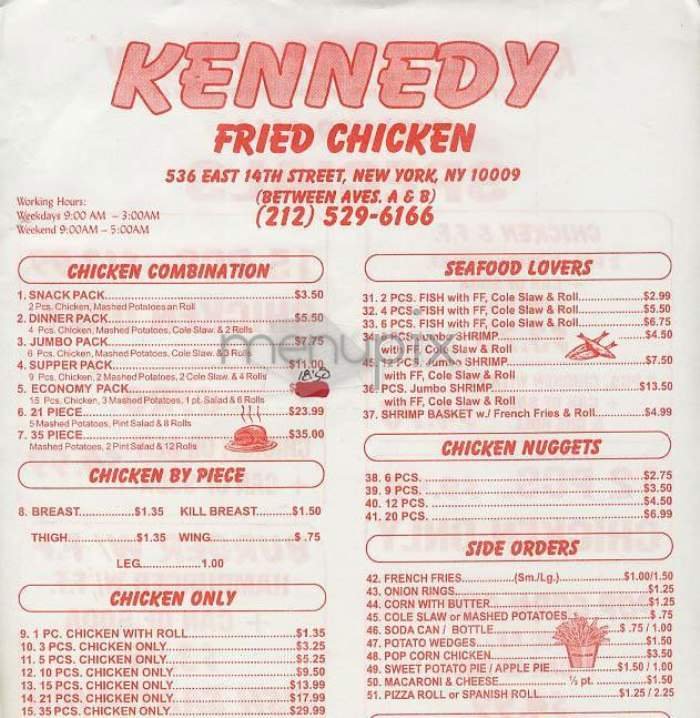 KENNEDY
FRIED CHICKEN
536 EAST 14TH STREET, NEW YORK, NY 10009
(BETWEEN AVES. A & B)
(212) 529-6166
Working Hours:
Weekdays 9:00 AM – 3:00AM
Weekend 9:00AM – 5:00AM
CHICKEN COMBINATION
1. SNACK PACK...$3.50
2 Pcs. Chicken, Mashed Potatoes an Roll
2. DINNER PACK...$5.50
4 Pcs. Chicken, Mashed Potatoes, Cole Slaw. & 2 Rolls
3. JUMBO PACK...$7.75
6 Pcs. Chicken, Mashed Potatoes, Cole Slaw. & 3 Rolls
4. SUPPER PACK...$11.00
9 Pcs. Chicken, 2 Mashed Potatoes, 2 Cole Slaw. & 4 Rolls
5. ECONOMY PACK... 18.50
15 Pcs. Chicken, 3 Mashed Potatoes, 1 pt. Salad & 6 Rolls
6. 21 PIECE...$23.99
5 Mashed Potatoes, Pint Salad & 8 Rolls
7. 35 PIECE...$35.00
Mashed Potatoes, 2 Pint Salad & 12 Rolls
CHICKEN BY PIECE
8. BREAST...$1.35 KILL BREAST...$1.50
THIGH...$1.35 WING...$.75
LEG...1.00
CHICKEN ONLY
9. 1 PC. CHICKEN WITH ROLL...$1.35
10. 3 PCS. CHICKEN ONLY...$3.25
11. 5 PCS. CHICKEN ONLY...$5.25
12. 10 PCS. CHICKEN ONLY...$9.50
13. 15 PCS. CHICKEN ONLY...$13.99
14. 21 PCS. CHICKEN ONLY...$17.99
15. 35 PCS. CHICKEN ONLY...$29.99
SEAFOOD LOVERS
31. 2 PCS. FISH with FF, Cole Slaw & Roll...$2.99
32. 4 PCS. FISH with FF, Cole Slaw & Roll...$5.50
33. 6 PCS. FISH with FF, Cole Slaw & Roll...$6.75
SHRIMP...$4.50
with FF, Cole Slaw & Roll
SHRIMP...$7.50
with FF, Cole Slaw & Roll
PCS. Jumbo SHRIMP...$13.50
with FF, Cole Slaw & Roll
37. SHRIMP BASKET w./ French Fries & Roll...$4.99
CHICKEN NUGGETS
38. 6 PCS. ...$2.75
39. 9 PCS. ...$3.50
40. 12 PCS. ...$4.50
41. 20 PCS. ...$6.99
SIDE ORDERS
42. FRENCH FRIES...(Sm./Lg.)...$1.00/1.50
43. ONION RINGS...$1.25
44. CORN WITH BUTTER...$1.25
45. COLE SLAW or MASHED POTATOES...$ .75
46. SODA CAN / BOTTLE...$ .75 / 1.00
47. POTATO WEDGES...$1.50
48. POP CORN CHICKEN...$3.50
49. SWEET POTATO PIE / APPLE PIE...$1.50 / 1.00
50. MACARONI & CHEESE... ½ pt. ...$1.50
51. PIZZA ROLL or SPANISH ROLL...$1.25 / 2.25
menupix